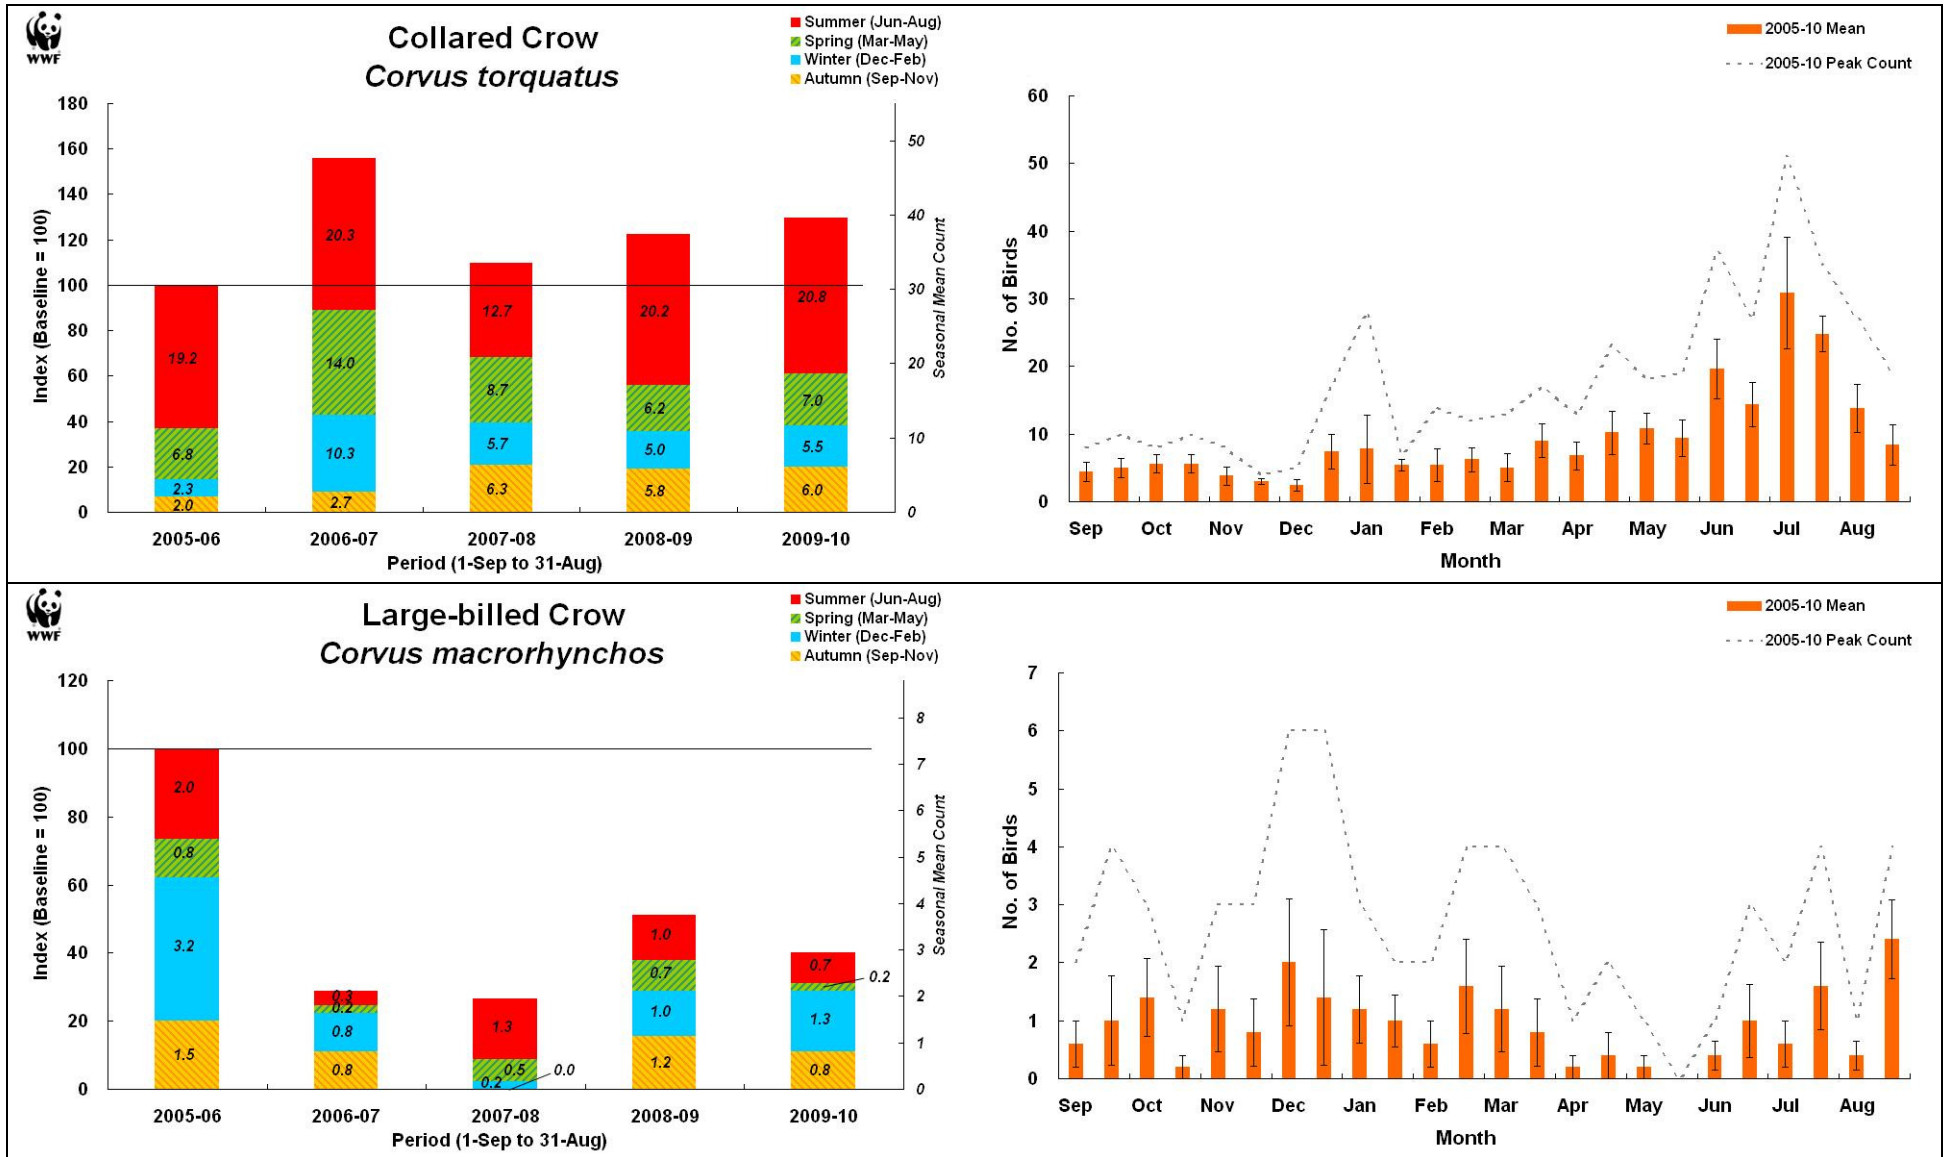 WWF
Collared Crow
Corvus torquatus
Summer (Jun-Aug)
Spring (Mar-May)
Winter (Dec-Feb)
Autumn (Sep-Nov)
Index (Baseline = 100)
180
160
140
120
100
80
60
40
20
0
19.2
6.8
2.3
2.0
20.3
14.0
10.3
2.7
12.7
8.7
5.7
6.3
20.2
6.2
5.0
5.8
20.8
7.0
5.5
6.0
50
40
30
20
10
0
Seasonal Mean Count
2005-06 2006-07 2007-08 2008-09 2009-10
Period (1-Sep to 31-Aug)
2005-10 Mean
2005-10 Peak Count
No. of Birds
60
50
40
30
20
10
0
Sep Oct Nov Dec Jan Feb Mar Apr May Jun Jul Aug
Month
WWF
Large-billed Crow
Corvus macrorhynchos
Summer (Jun-Aug)
Spring (Mar-May)
Winter (Dec-Feb)
Autumn (Sep-Nov)
Index (Baseline = 100)
120
100
80
60
40
20
0
2.0
0.8
3.2
1.5
0.3
0.2
0.8
0.8
1.3
0.5
0.2
0.0
1.0
0.7
1.0
1.2
0.7
0.2
1.3
0.8
8
7
6
5
4
3
2
1
0
Seasonal Mean Count
2005-06 2006-07 2007-08 2008-09 2009-10
Period (1-Sep to 31-Aug)
2005-10 Mean
2005-10 Peak Count
No. of Birds
7
6
5
4
3
2
1
0
Sep Oct Nov Dec Jan Feb Mar Apr May Jun Jul Aug
Month